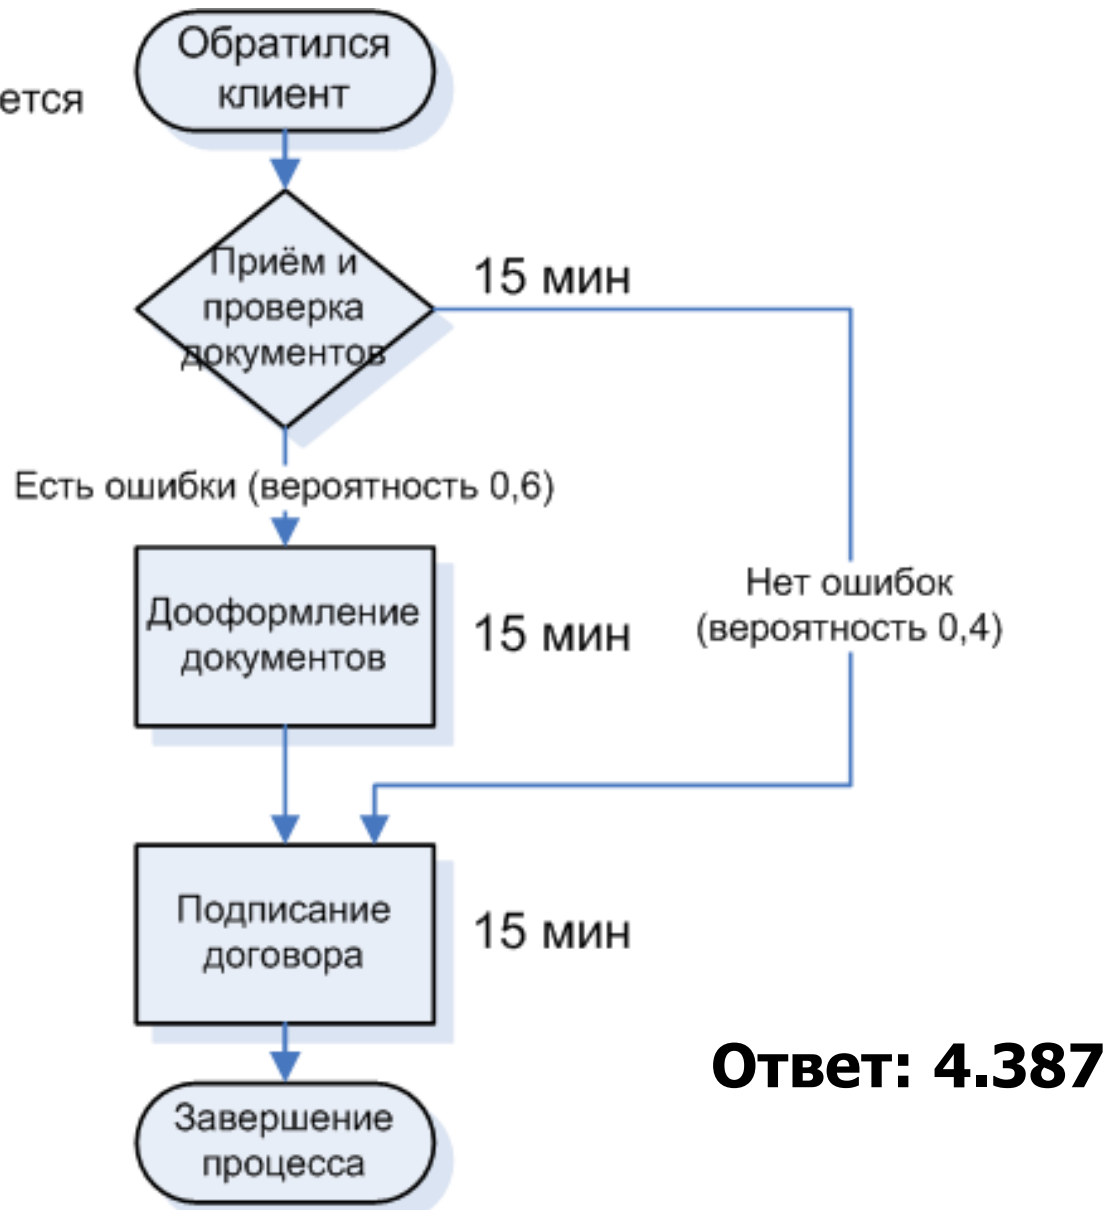 Обратился
клиент
ется
Приём и
проверка
документов
15 мин
Есть ошибки (вероятность 0,6)
Нет ошибок
(вероятность 0,4)
Дооформление
документов
15 мин
Подписание
договора
15 мин
Ответ: 4.387
Завершение
процесса